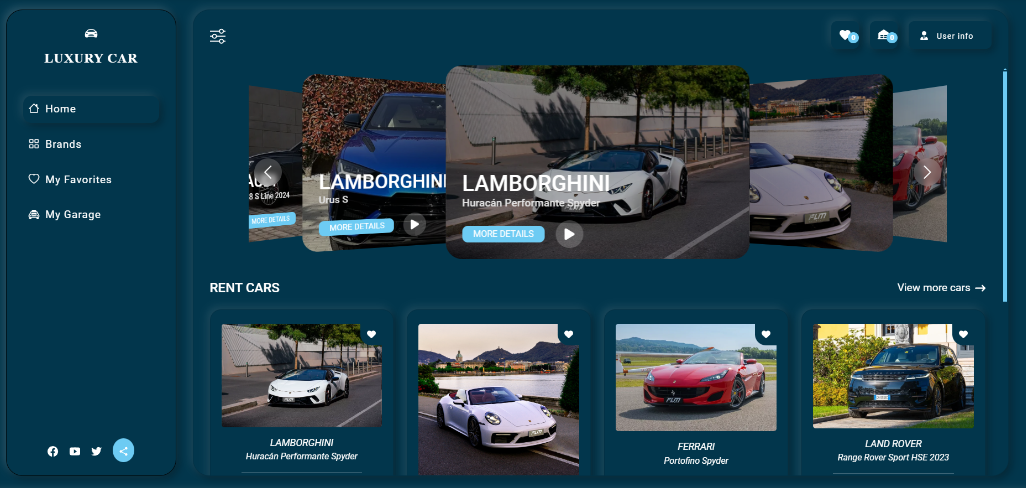 LUXURY CAR
Home
Brands
My Favorites
My Garage
0
0
User info
8 S Line 2024
MORE DETAILS
LAMBORGHINI
Urus S
MORE DETAILS
LAMBORGHINI
Huracán Performante Spyder
MORE DETAILS
FLM
RENT CARS
View more cars →
LAMBORGHINI
Huracán Performante Spyder
FLM
FERRARI
Portofino Spyder
LAND ROVER
Range Rover Sport HSE 2023